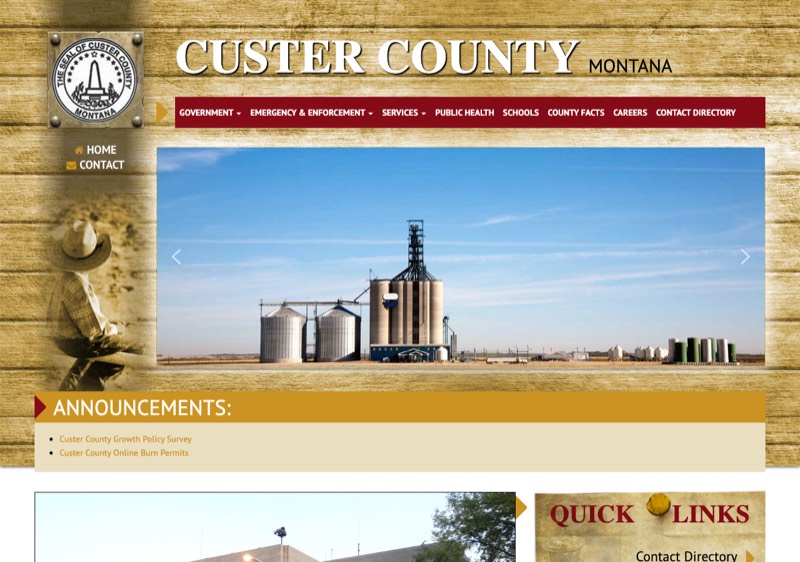 THE SEAL OF CUSTER COUNTY
MONTANA
CUSTER COUNTY MONTANA
GOVERNMENT EMERGENCY & ENFORCEMENT SERVICES PUBLIC HEALTH SCHOOLS COUNTY FACTS CAREERS CONTACT DIRECTORY
HOME
CONTACT
ANNOUNCEMENTS:
Custer County Growth Policy Survey
Custer County Online Burn Permits
QUICK LINKS
Contact Directory